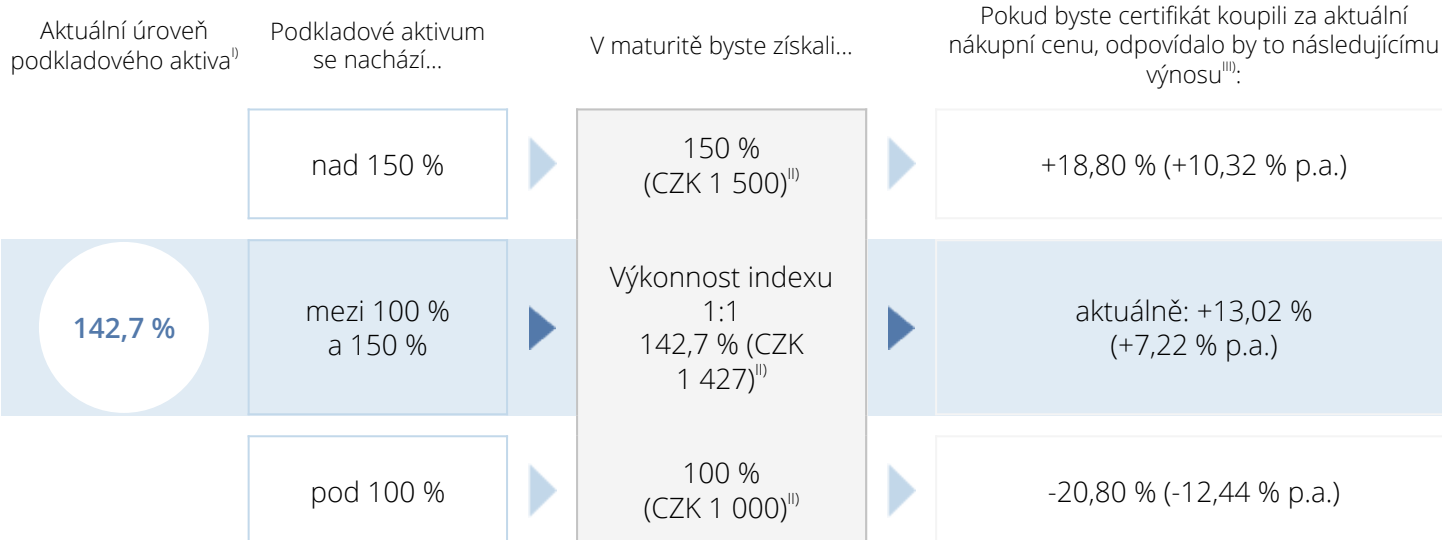 Aktuální úroveň
podkladového aktiva^I)
Podkladové aktivum
se nachází...
V maturitě byste získali...
Pokud byste certifikát koupili za aktuální
nákupní cenu, odpovídalo by to následujícímu
výnosu^III):
nad 150 %
150 %
(CZK 1 500)^II)
+18,80 % (+10,32 % p.a.)
142,7 %
mezi 100 %
a 150 %
Výkonnost indexu
1:1
142,7 % (CZK
1 427)^II)
aktuálně: +13,02 %
(+7,22 % p.a.)
pod 100 %
100 %
(CZK 1 000)^II)
-20,80 % (-12,44 % p.a.)